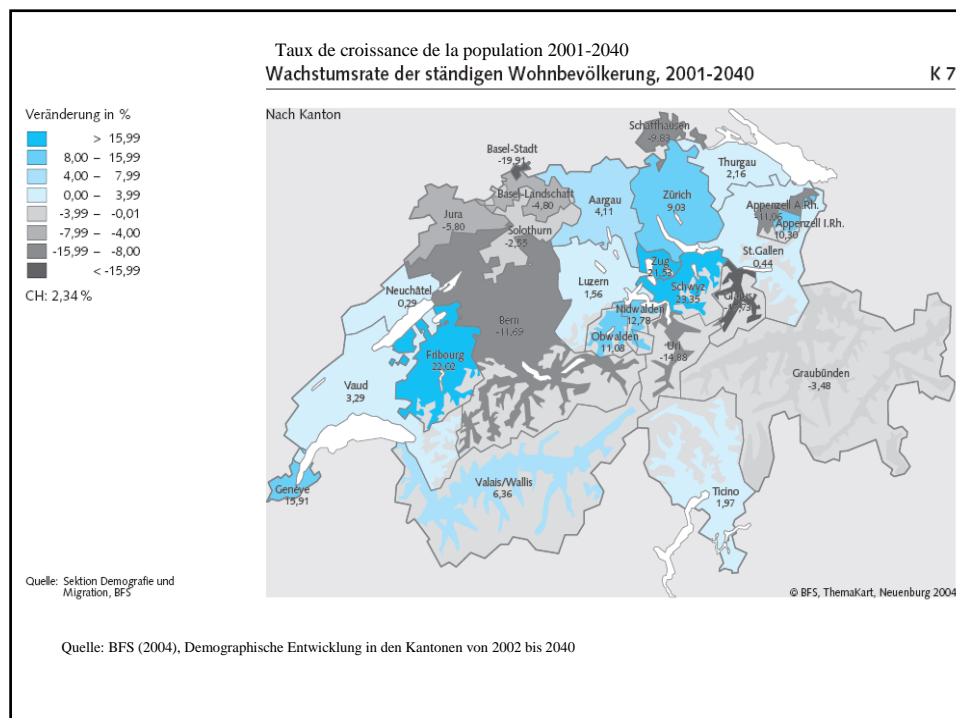 Taux de croissance de la population 2001-2040
Wachstumsrate der ständigen Wohnbevölkerung, 2001-2040 K 7
Veränderung in %
> 15,99
8,00 – 15,99
4,00 – 7,99
0,00 – 3,99
-3,99 – -0,01
-7,99 – -4,00
-15,99 – -8,00
< -15,99
CH: 2,34 %
Nach Kanton
Schaffhausen
-9,83
Basel-Stadt
-19,91
Thurgau
2,16
Basel-Landschaft
-4,80
Aargau
4,11
Zürich
9,03
Appenzell A.Rh.
-11,06
Appenzell I.Rh.
10,30
Jura
-5,80
Solothurn
-2,55
St.Gallen
0,44
Zug
21,53
Luzern
1,56
Schwyz
23,35
Glarus
Neuchâtel
0,29
Nidwalden
12,78
Bern
-11,69
Obwalden
11,08
Uri
-14,88
Fribourg
22,02
Graubünden
-3,48
Vaud
3,29
Valais/Wallis
6,36
Genève
15,91
Ticino
1,97
Quelle: Sektion Demografie und
Migration, BFS
© BFS, ThemaKart, Neuenburg 2004
Quelle: BFS (2004), Demographische Entwicklung in den Kantonen von 2002 bis 2040